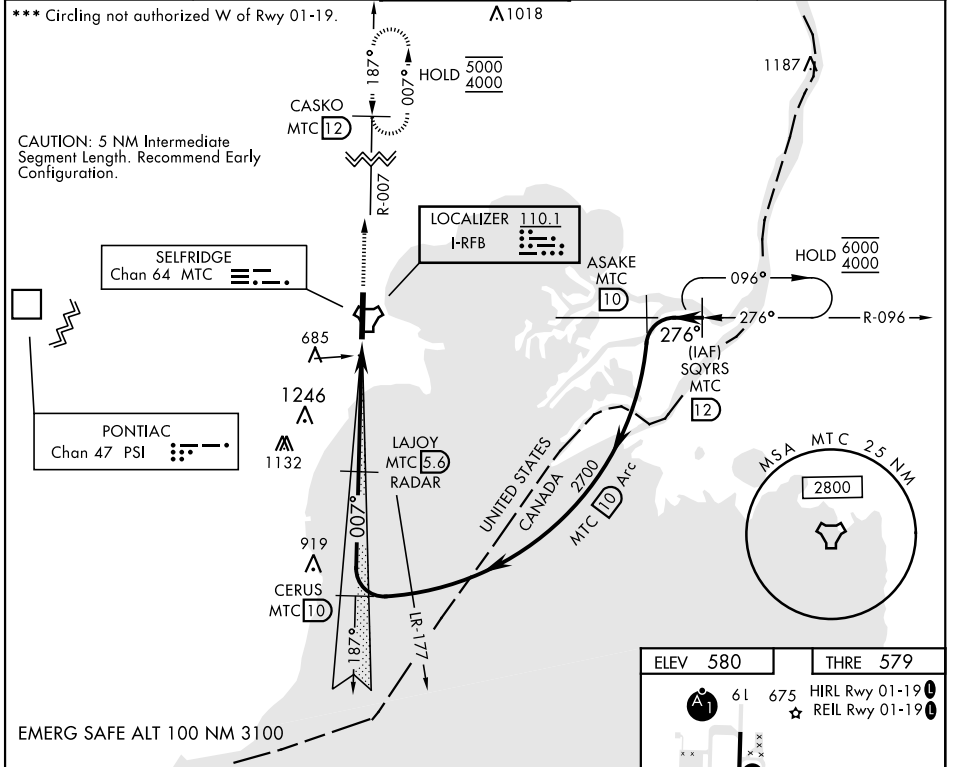 *** Circling not authorized W of Rwy 01-19.
1018
1187
187°
007°
HOLD 5000
4000
CASKO
MTC 12
CAUTION: 5 NM Intermediate
Segment Length. Recommend Early
Configuration.
R-007
LOCALIZER 110.1
I-RFB
SELFRIDGE
Chan 64 MTC
ASAKE
MTC
10
HOLD 6000
4000
096°
276°
R-096
276°
(IAF)
SQYRS
MTC
12
685
1246
1132
PONTIAC
Chan 47 PSI
LAJOY
MTC 5.6
RADAR
UNITED STATES
CANADA
2700
MTC 10 Arc
MSA MTC 25 NM
2800
007°
919
CERUS
MTC 10
187°
LR-177
ELEV 580
THRE 579
A1
61
675
HIRL Rwy 01-19 L
REIL Rwy 01-19 L
EMERG SAFE ALT 100 NM 3100